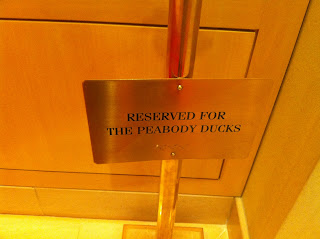 RESERVED FOR
THE PEABODY DUCKS